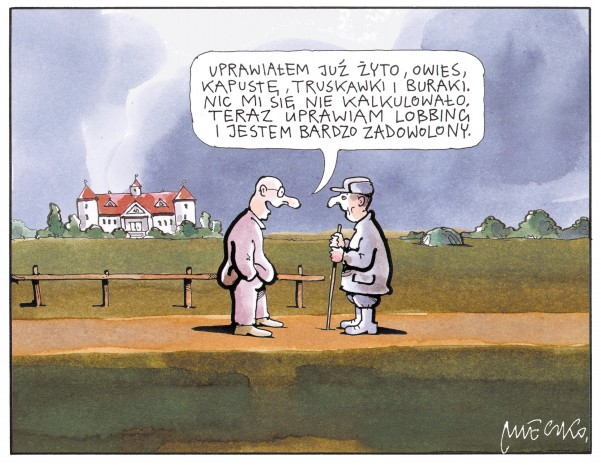 UPRAWIAŁEM JUŻ ŻYTO, OWIES,
KAPUSTĘ, TRUSKAWKI I BURAKI.
NIC MI SIĘ NIE KALKULOWAŁO.
TERAZ UPRAWIAM LOBBING
I JESTEM BARDZO ZADOWOLONY.